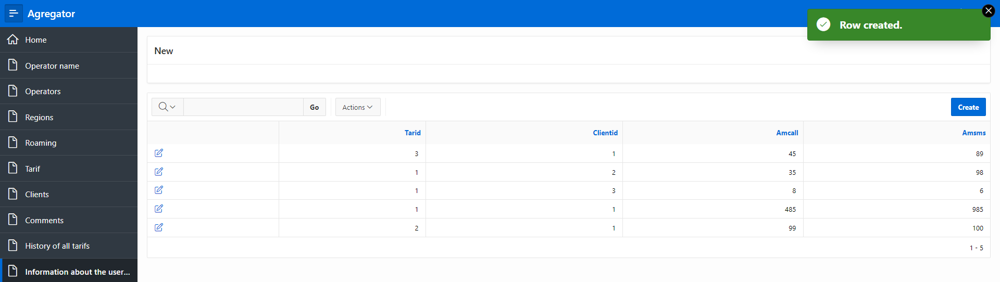 Agregator
Row created.
Home
Operator name
Operators
Regions
Roaming
Tarif
Clients
Comments
History of all tarifs
Information about the user...
New
Go
Actions
Create
Tarid Clientid Amcall Amsms
3 1 45 89
1 2 35 98
1 3 8 6
1 1 485 985
2 1 99 100
1 - 5